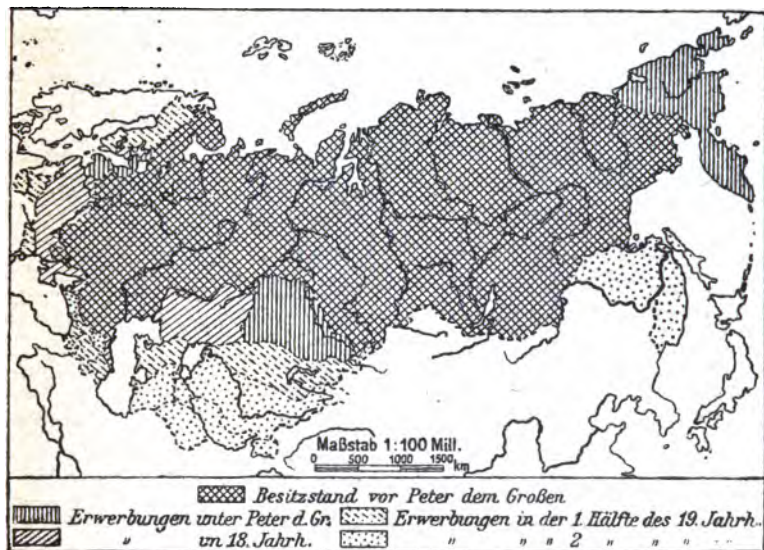 Maßstab 1:100 Mill.
0 500 1000 1500 km
Besitzstand vor Peter dem Großen
Erwerbungen unter Peter d. Gr. Erwerbungen in der 1. Hälfte des 19. Jahrh.
" im 18. Jahrh. " " " 2 " " " "